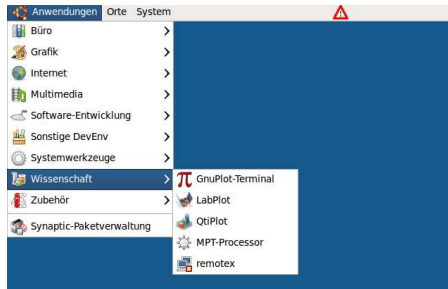 Anwendungen Orte System
Büro
Grafik
Internet
Multimedia
Software-Entwicklung
Sonstige DevEnv
Systemwerkzeuge
Wissenschaft
Zubehör
Synaptic-Paketverwaltung
GnuPlot-Terminal
LabPlot
QtiPlot
MPT-Processor
remotex